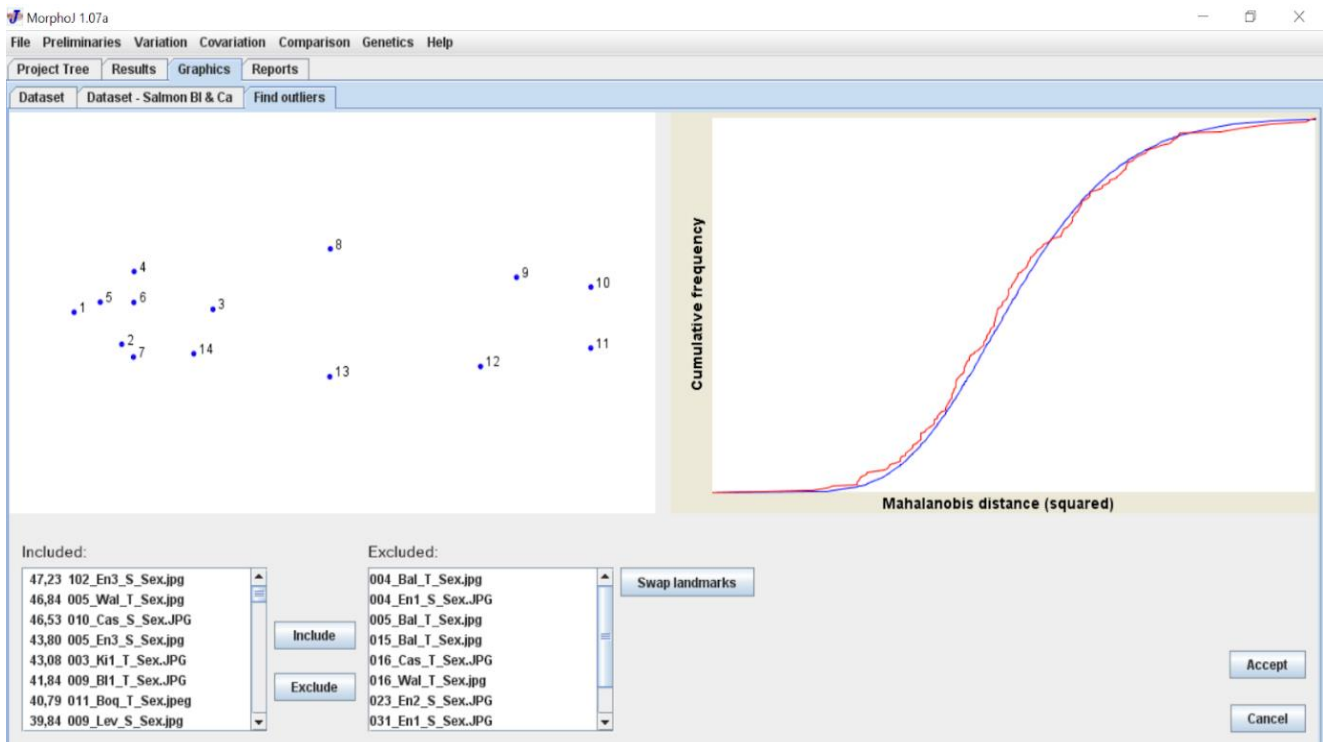 MorphoJ 1.07a
File Preliminaries Variation Covariation Comparison Genetics Help
Project Tree Results Graphics Reports
Dataset Dataset - Salmon Bl & Ca Find outliers
8
4
9
10
5 6
1 3
2
7 14
11
12
13
Cumulative frequency
Mahalanobis distance (squared)
Included:
47,23 102_En3_S_Sex.jpg
46,84 005_Wal_T_Sex.jpg
46,53 010_Cas_S_Sex.JPG
43,80 005_En3_S_Sex.jpg
43,08 003_Ki1_T_Sex.JPG
41,84 009_Bl1_T_Sex.JPG
40,79 011_Boq_T_Sex.jpeg
39,84 009_Lev_S_Sex.jpg
Include
Exclude
Excluded:
004_Bal_T_Sex.jpg
004_En1_S_Sex.JPG
005_Bal_T_Sex.jpg
015_Bal_T_Sex.jpg
016_Cas_T_Sex.JPG
016_Wal_T_Sex.jpg
023_En2_S_Sex.JPG
031_En1_S_Sex.JPG
Swap landmarks
Accept
Cancel